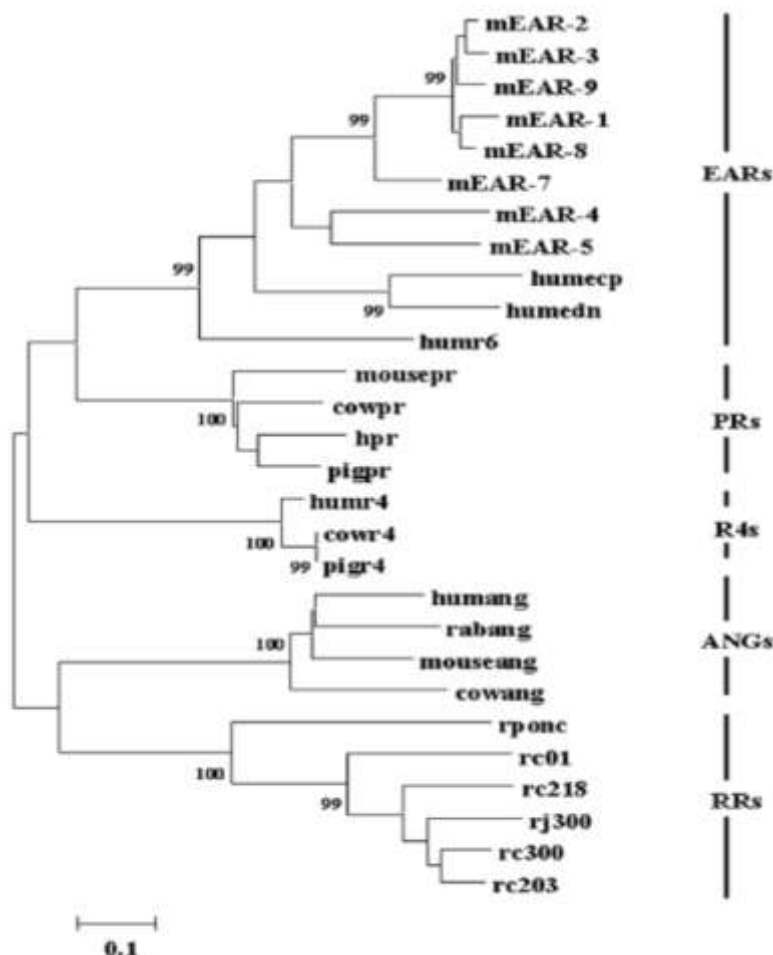 mEAR-2
mEAR-3
99
mEAR-9
99
mEAR-1
mEAR-8
EARs
mEAR-7
mEAR-4
mEAR-5
99
humecp
99
humedn
humr6
mousepr
cowpr
100
PRs
hpr
pigpr
humr4
cowr4
R4s
100
99
pigr4
humang
rabang
100
ANGs
mouseang
cowang
rponc
rc01
100
rc218
99
RRs
rj300
rc300
rc203
0.1